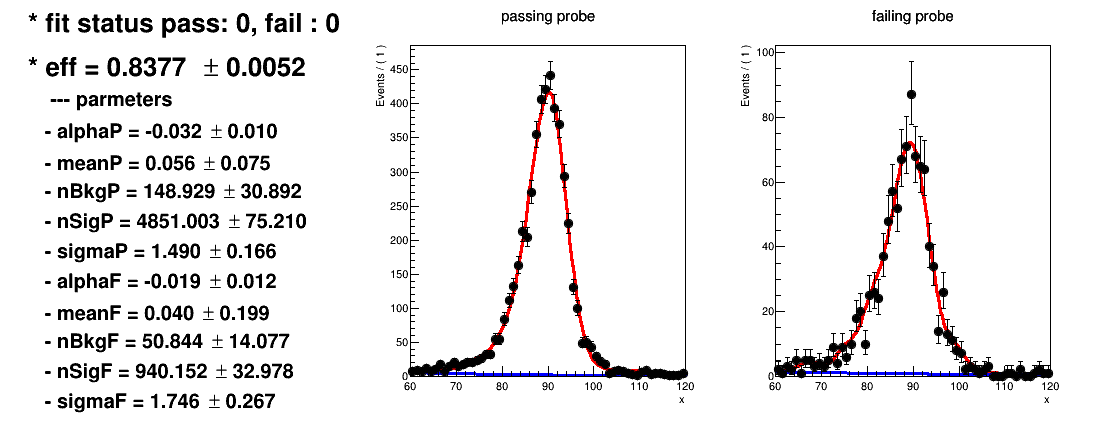 * fit status pass: 0, fail : 0
* eff = 0.8377 ± 0.0052
--- parmeters
- alphaP = -0.032 ± 0.010
- meanP = 0.056 ± 0.075
- nBkgP = 148.929 ± 30.892
- nSigP = 4851.003 ± 75.210
- sigmaP = 1.490 ± 0.166
- alphaF = -0.019 ± 0.012
- meanF = 0.040 ± 0.199
- nBkgF = 50.844 ± 14.077
- nSigF = 940.152 ± 32.978
- sigmaF = 1.746 ± 0.267
passing probe
Events / ( 1 )
450
400
350
300
250
200
150
100
50
0
60 70 80 90 100 110 120
x
failing probe
Events / ( 1 )
100
80
60
40
20
0
60 70 80 90 100 110 120
x